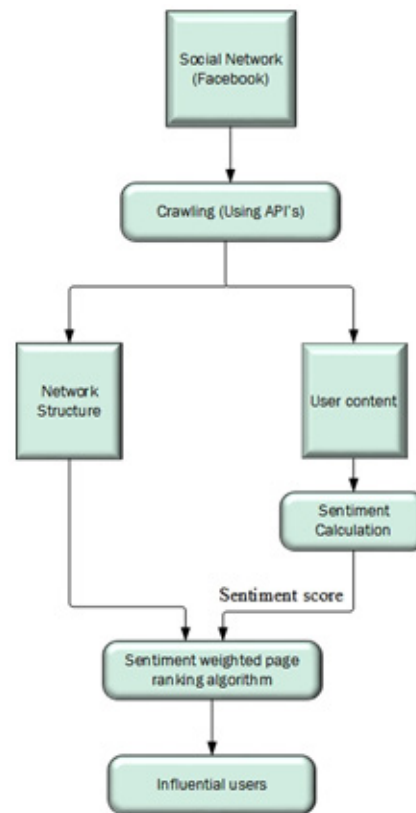 Social Network
(Facebook)
Crawling (Using API's)
Network
Structure
User content
Sentiment
Calculation
Sentiment score
Sentiment weighted page
ranking algorithm
Influential users